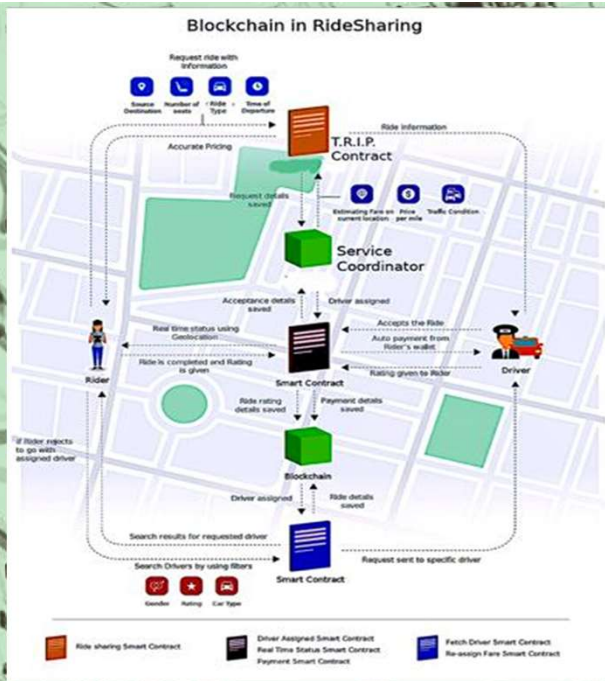 Blockchain in RideSharing
Request ride with
Information
Source
Destination
Number of
seats
Ride
Type
Time of
Departure
Accurate Pricing
T.R.I.P.
Contract
Ride information
Request details
saved
Estimating Fare on
current location
Price
per mile
Traffic Condition
Service
Coordinator
Acceptance details
saved
Driver assigned
Real time status using
Geolocation
Ride is completed and Rating
is given
Rider
Smart Contract
Accepts the Ride
Auto payment from
Rider's wallet
Rating given to Rider
Driver
Ride rating
details saved
Payment details
saved
If Rider rejects
to go with
assigned driver
Blockchain
Driver assigned
Ride details
saved
Search results for requested driver
Search Drivers by using filters
Gender
Rating
Car Type
Smart Contract
Request sent to specific driver
Ride sharing Smart Contract
Driver Assigned Smart Contract
Real Time Status Smart Contract
Payment Smart Contract
Fetch Driver Smart Contract
Re-assign Fare Smart Contract